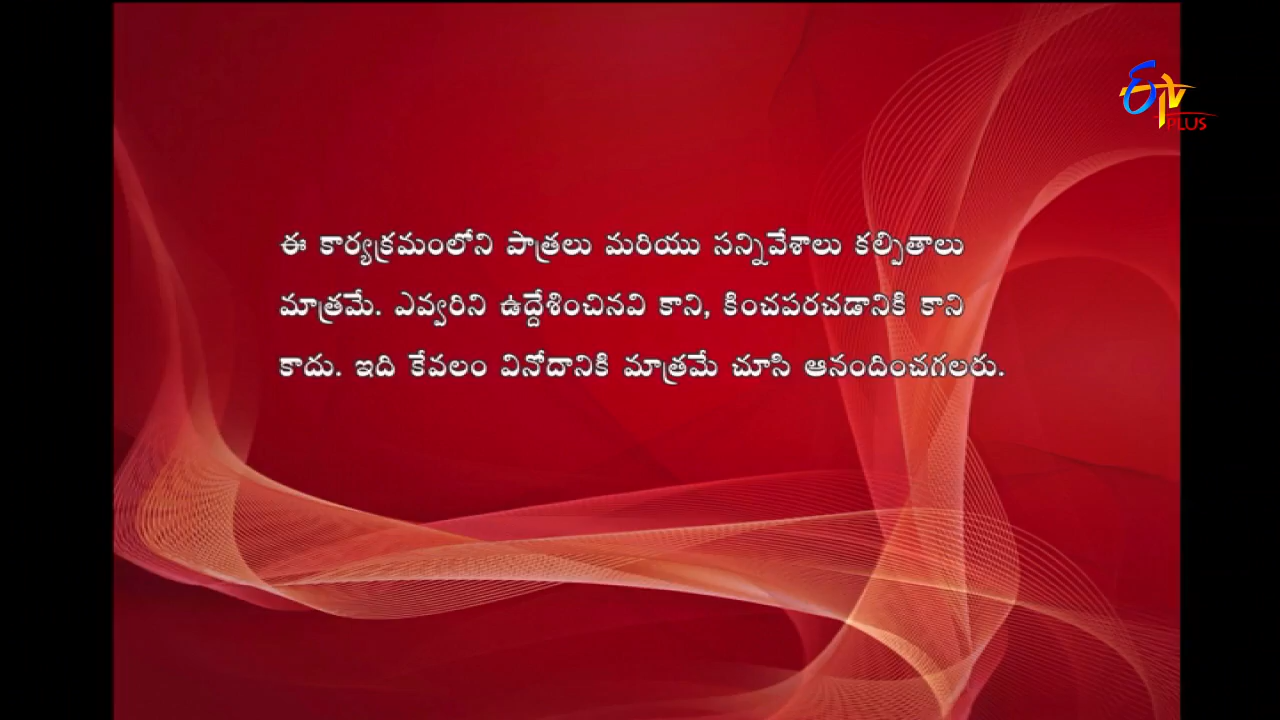 ETV
PLUS
ఈ కార్యక్రమంలోని పాత్రలు మరియు సన్నివేశాలు కల్పితాలు
మాత్రమే. ఎవ్వరిని ఉద్దేశించినవి కాని, కించపరచడానికి కాని
కాదు. ఇది కేవలం వినోదానికి మాత్రమే చూసి ఆనందించగలరు.